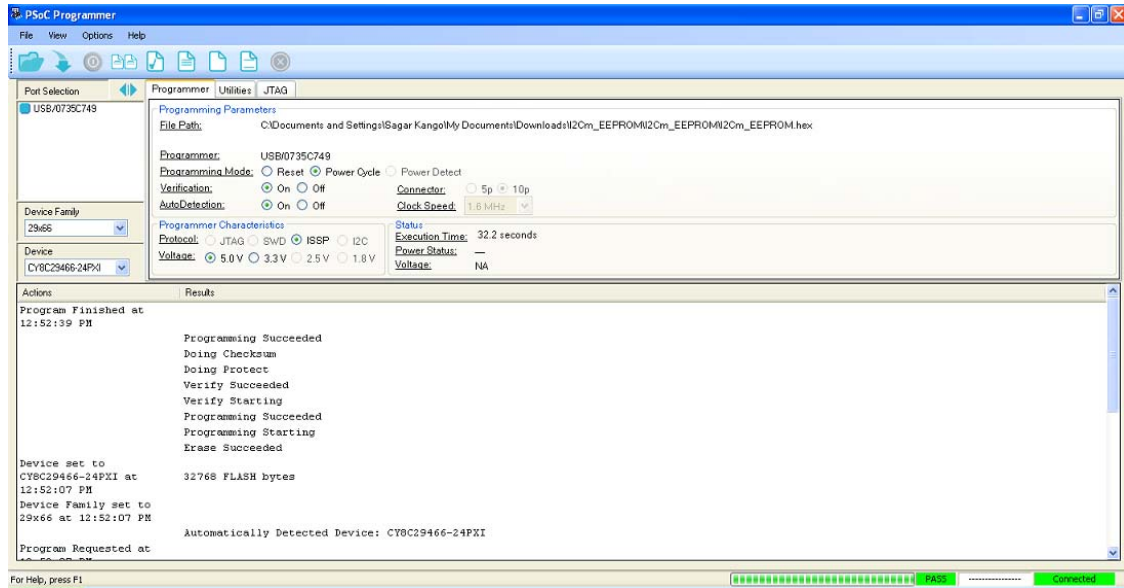 PSoC Programmer
File View Options Help
Port Selection
Programmer Utilities JTAG
USB/0735C749
Programming Parameters
File Path: C:\Documents and Settings\Sagar Kango\My Documents\Downloads\I2Cm_EEPROM\I2Cm_EEPROM\I2Cm_EEPROM.hex
Programmer: USB/0735C749
Programming Mode: Reset Power Cycle Power Detect
Verification: On Off Connector: 5p 10p
AutoDetection: On Off Clock Speed: 1.6 MHz
Device Family
29x66
Device
CY8C29466-24PXI
Programmer Characteristics
Protocol: JTAG SWD ISSP I2C
Voltage: 5.0 V 3.3 V 2.5 V 1.8 V
Status
Execution Time: 32.2 seconds
Power Status: —
Voltage: NA
Actions Results
Program Finished at
12:52:39 PM
Programming Succeeded
Doing Checksum
Doing Protect
Verify Succeeded
Verify Starting
Programming Succeeded
Programming Starting
Erase Succeeded
Device set to
CY8C29466-24PXI at 32768 FLASH bytes
12:52:07 PM
Device Family set to
29x66 at 12:52:07 PM
Automatically Detected Device: CY8C29466-24PXI
Program Requested at
For Help, press F1
PASS ---------------- Connected